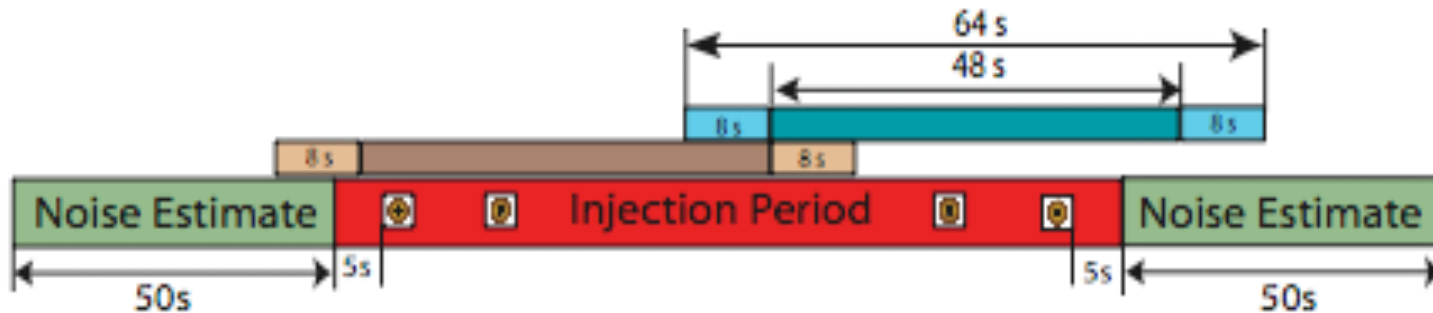 64 s
48 s
8 s
8 s
8 s
8 s
Noise Estimate
Injection Period
Noise Estimate
5s
5s
50s
50s